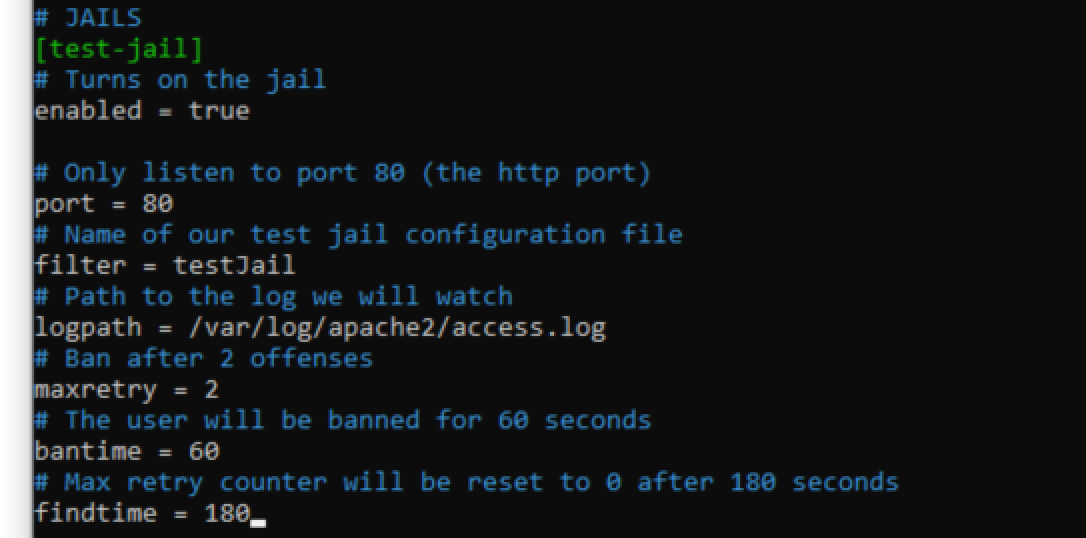 # JAILS
[test-jail]
# Turns on the jail
enabled = true
# Only listen to port 80 (the http port)
port = 80
# Name of our test jail configuration file
filter = testJail
# Path to the log we will watch
logpath = /var/log/apache2/access.log
# Ban after 2 offenses
maxretry = 2
# The user will be banned for 60 seconds
bantime = 60
# Max retry counter will be reset to 0 after 180 seconds
findtime = 180